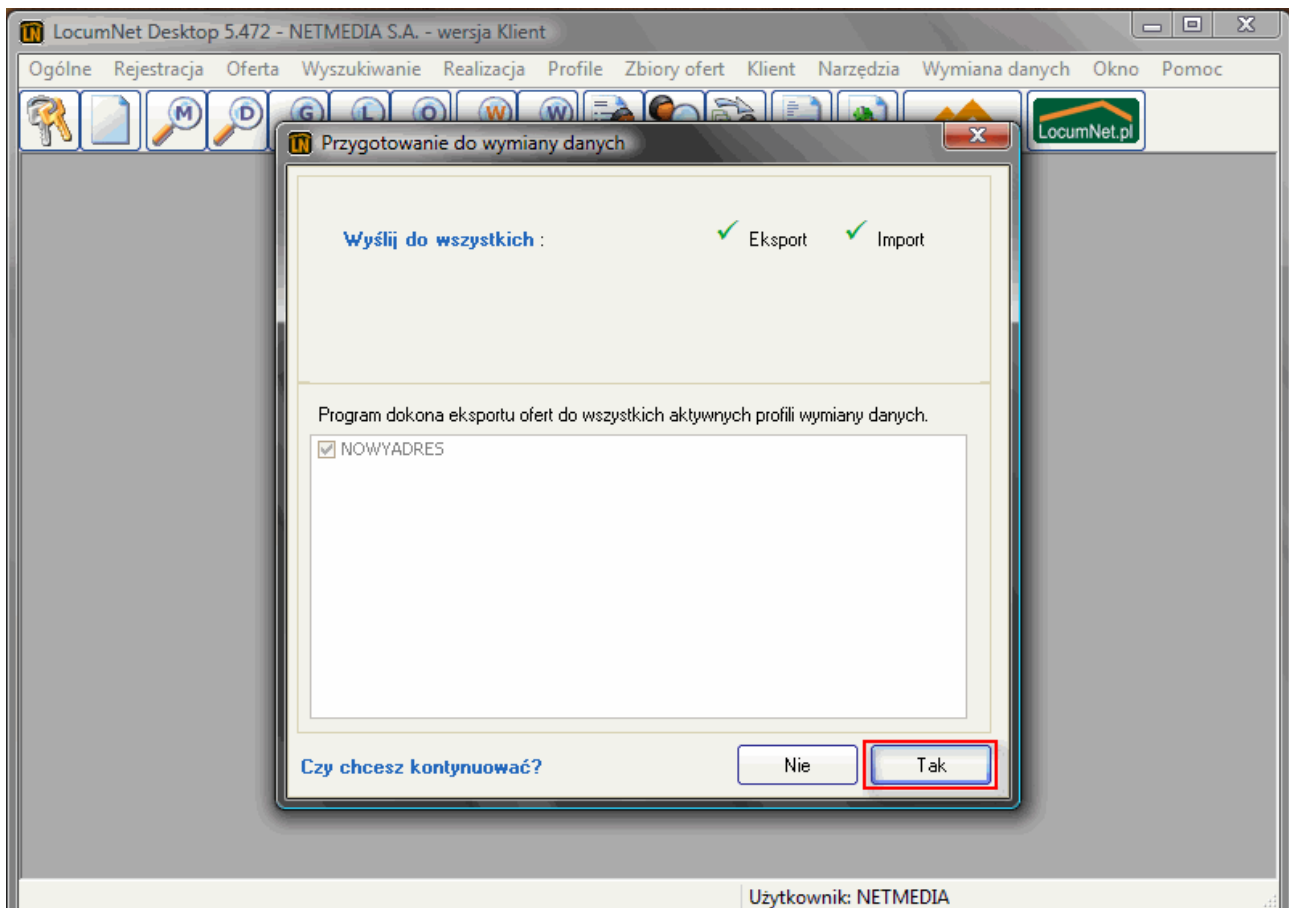 LN LocumNet Desktop 5.472 - NETMEDIA S.A. - wersja Klient
Ogólne Rejestracja Oferta Wyszukiwanie Realizacja Profile Zbiory ofert Klient Narzędzia Wymiana danych Okno Pomoc
M D G L O W W LocumNet.pl
LN Przygotowanie do wymiany danych
Wyślij do wszystkich : Eksport Import
Program dokona eksportu ofert do wszystkich aktywnych profili wymiany danych.
NOWYADRES
Czy chcesz kontynuować? Nie Tak
Użytkownik: NETMEDIA